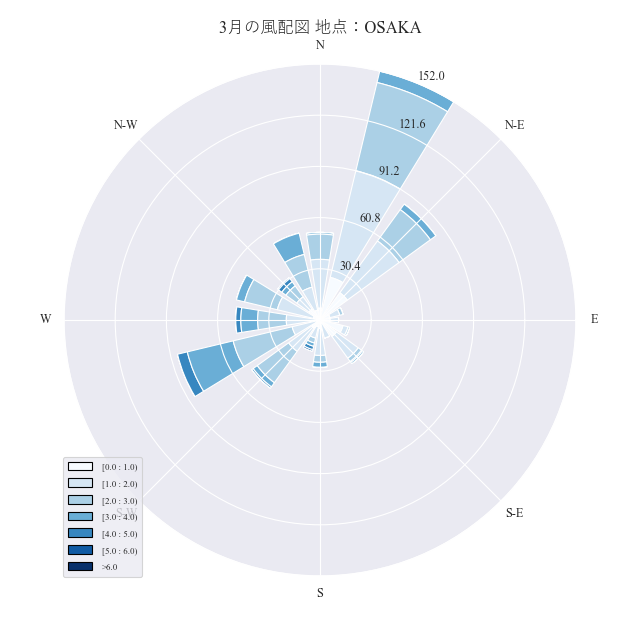 3月の風配図 地点：OSAKA
N
152.0
N-W
N-E
121.6
91.2
60.8
30.4
W
E
[0.0 : 1.0)
[1.0 : 2.0)
[2.0 : 3.0)
[3.0 : 4.0)
[4.0 : 5.0)
[5.0 : 6.0)
>6.0
S-W
S-E
S